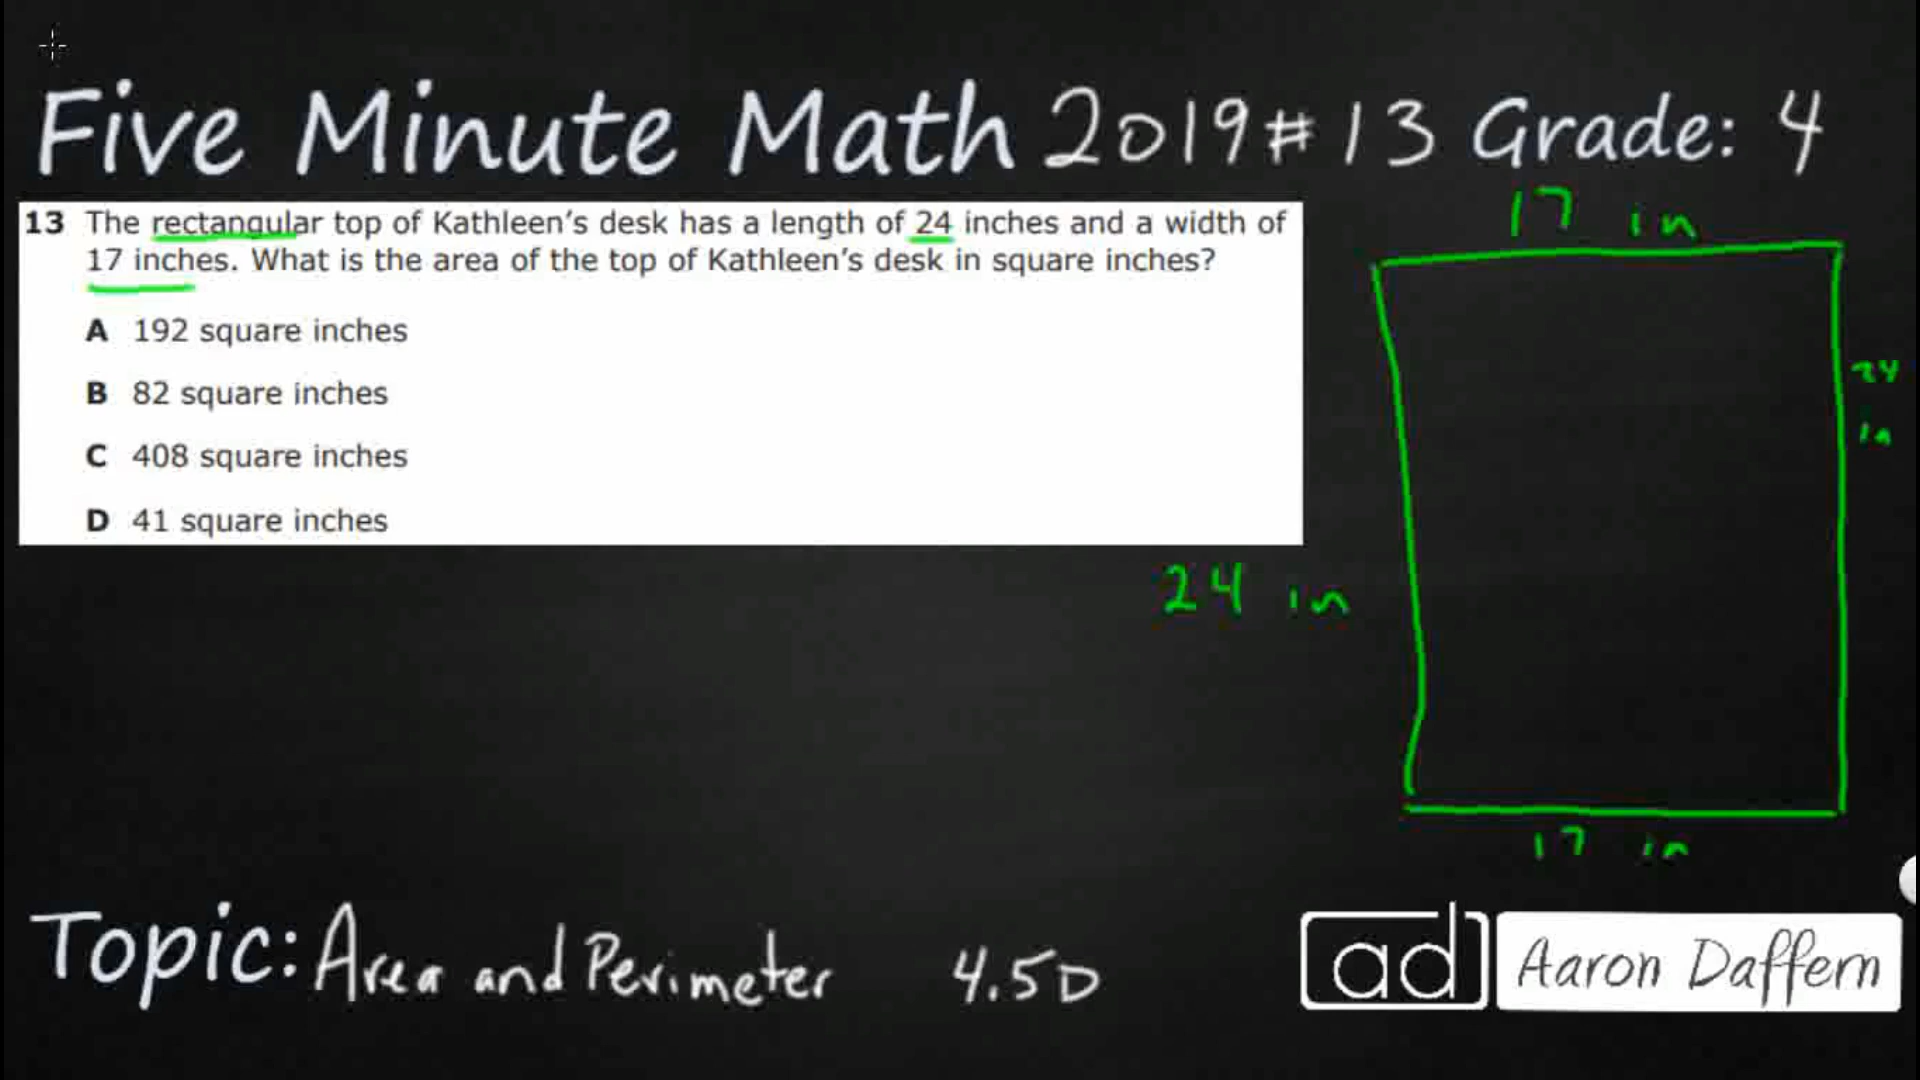 Five Minute Math 2019 #13 Grade: 4
13 The rectangular top of Kathleen's desk has a length of 24 inches and a width of
17 inches. What is the area of the top of Kathleen's desk in square inches?
A 192 square inches
B 82 square inches
C 408 square inches
D 41 square inches
17 in
24
in
24 in
17 in
Topic: Area and Perimeter 4.5D
ad Aaron Daffern